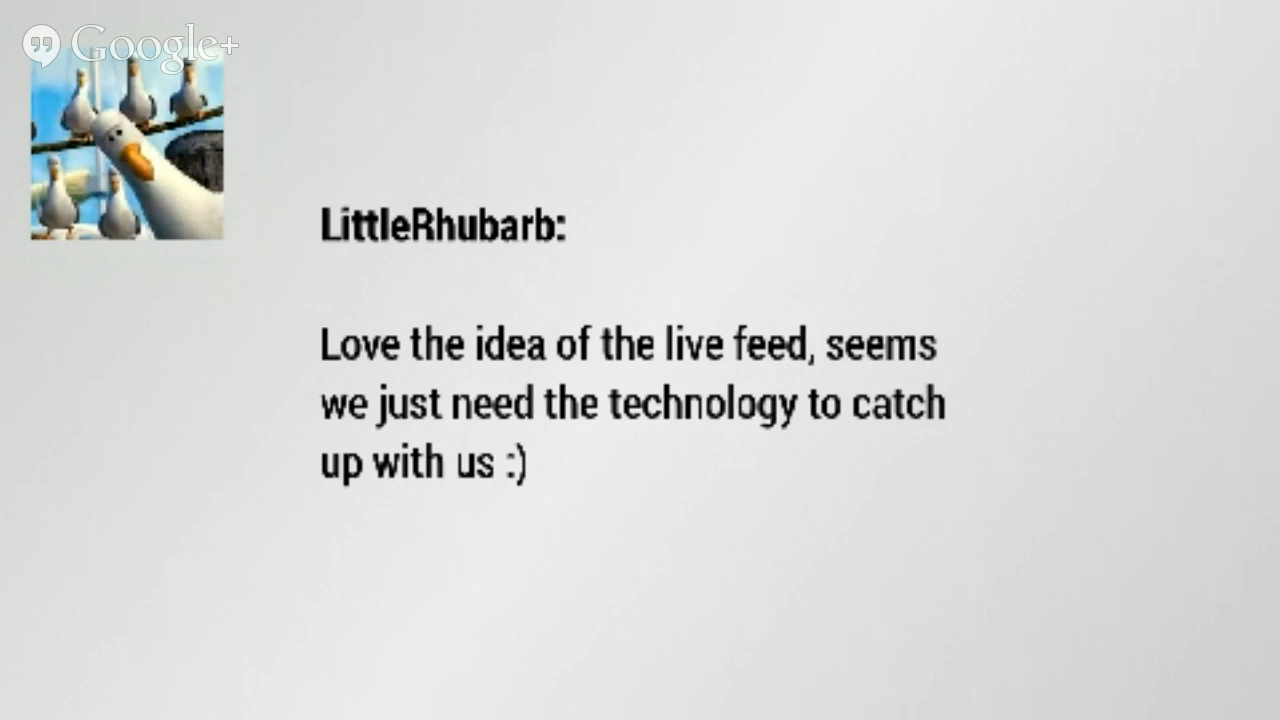 Google+
LittleRhubarb:
Love the idea of the live feed, seems
we just need the technology to catch
up with us :)